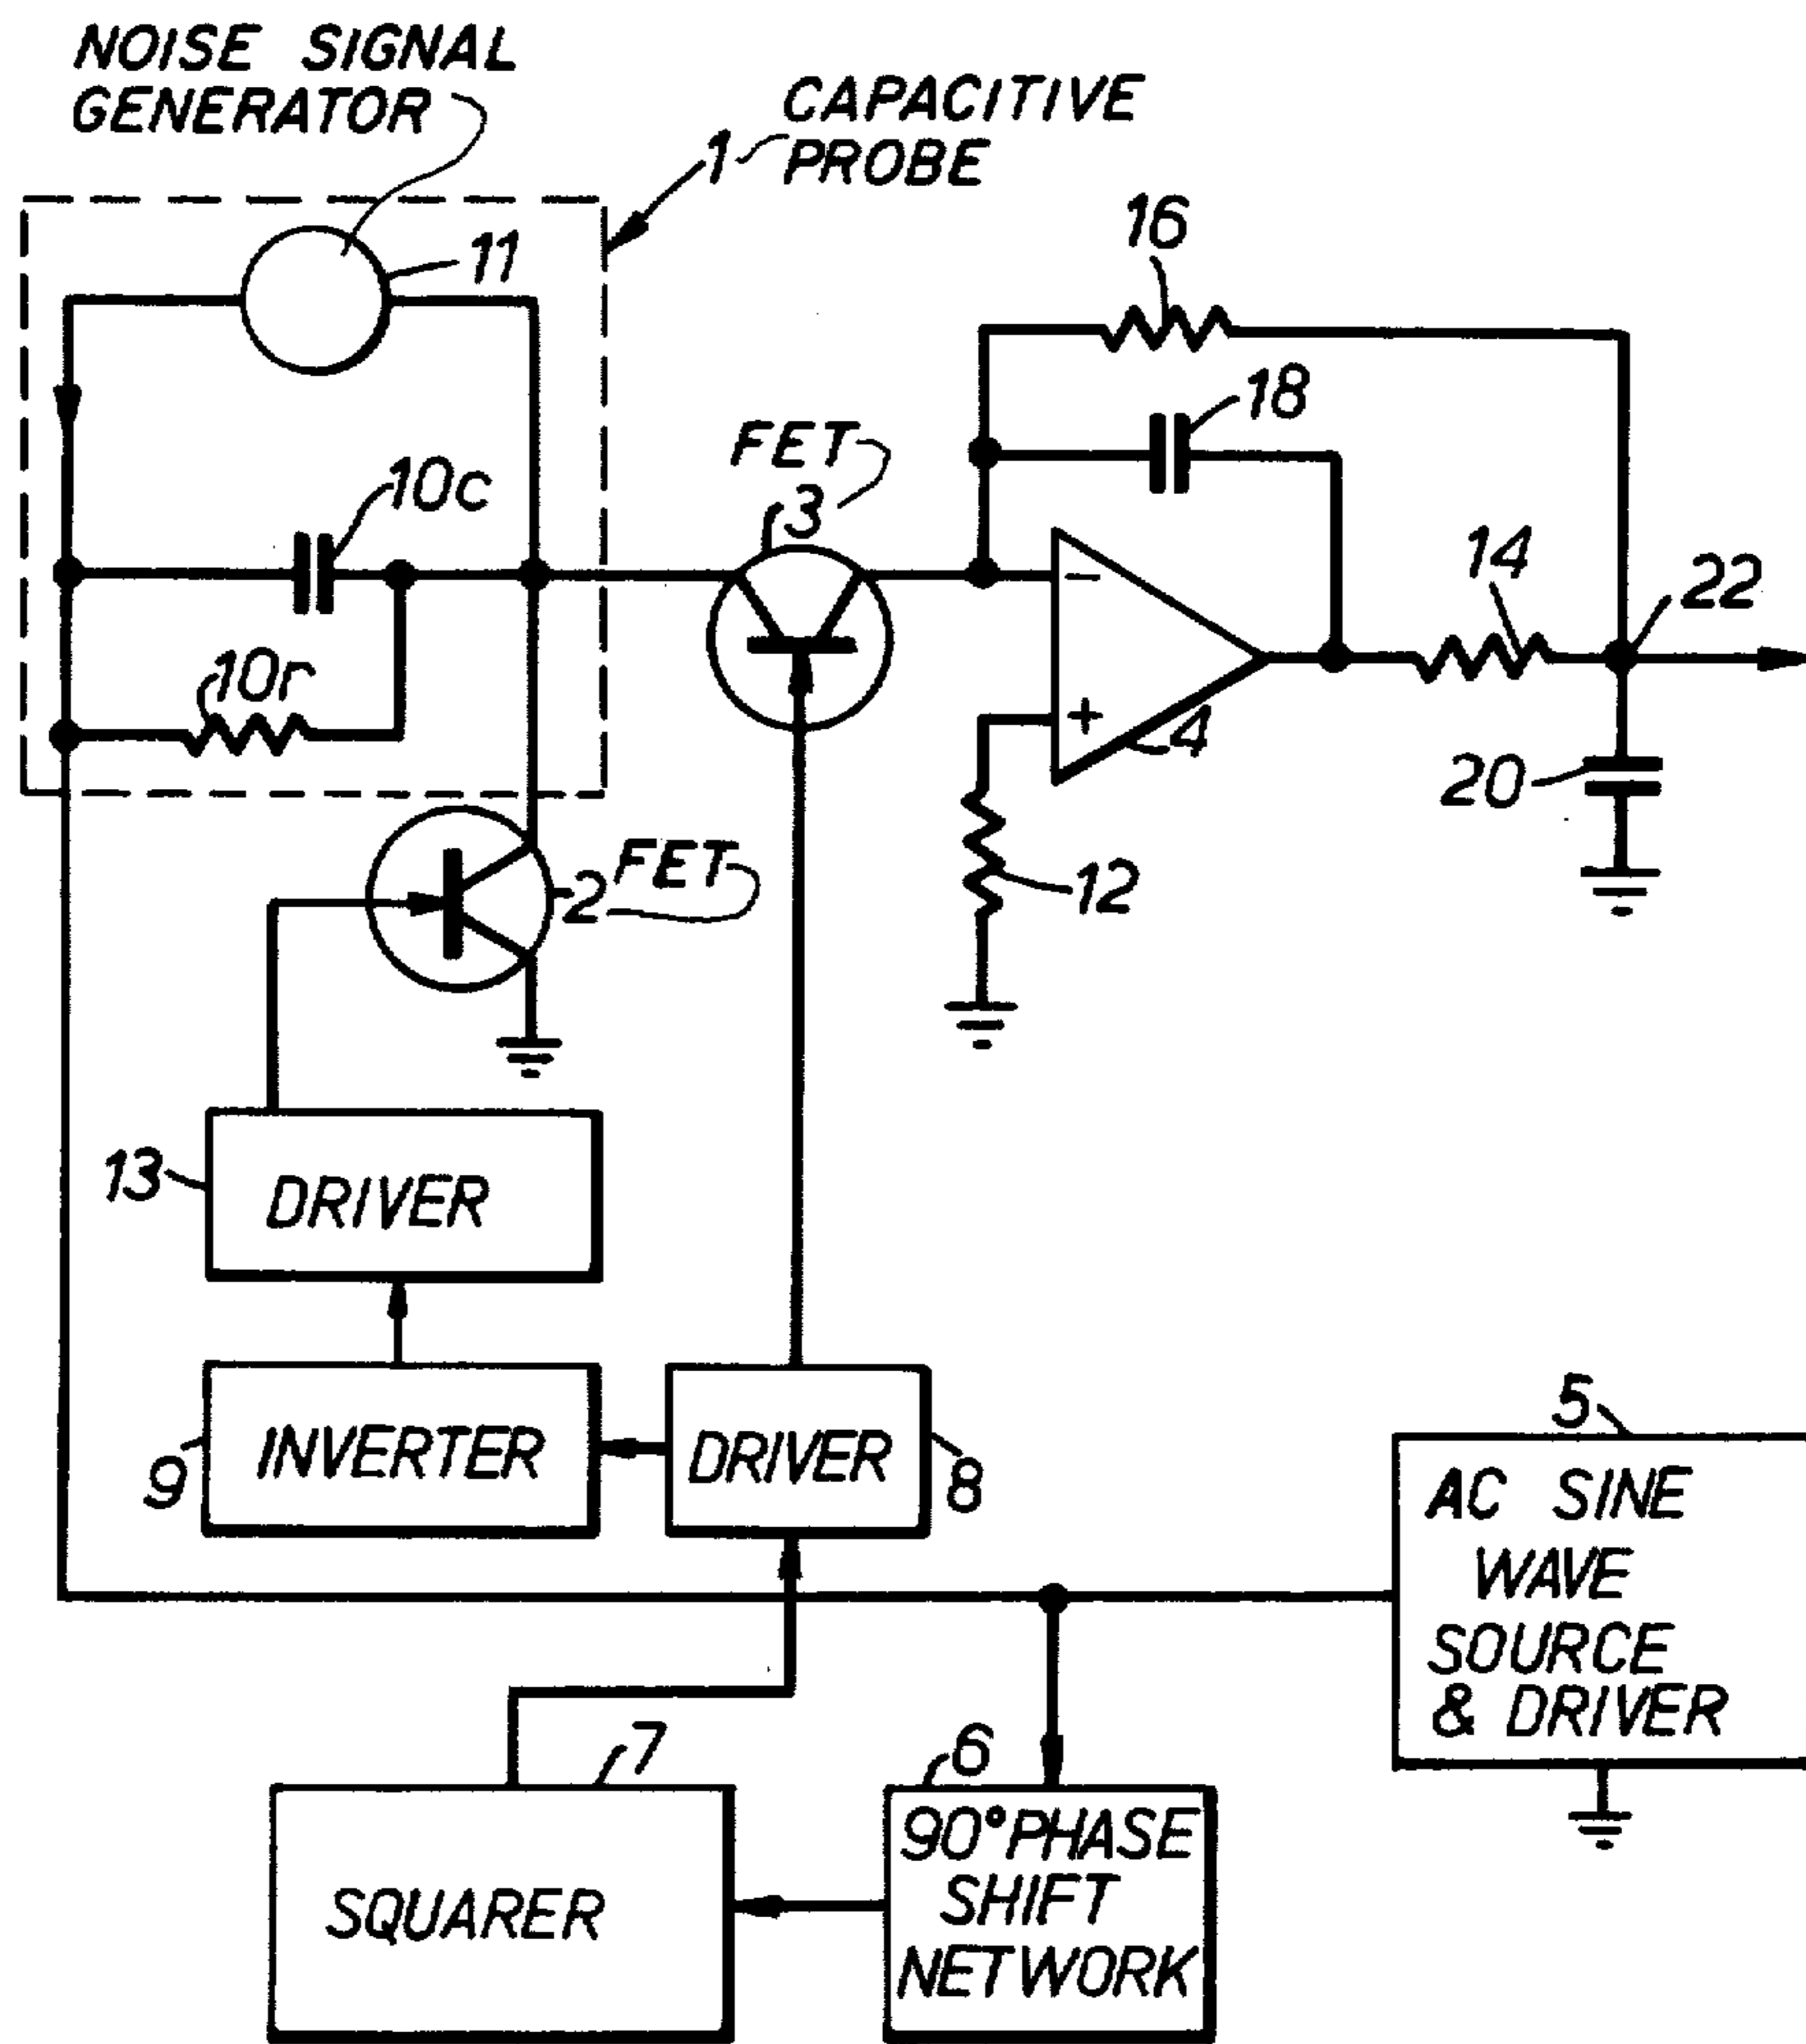 NOISE SIGNAL
GENERATOR
CAPACITIVE
1 PROBE
11
16
18
FET
3
10c
14
22
10r
−
+
4
20
12
FET
2
13
DRIVER
9
INVERTER
DRIVER
8
5
AC SINE
WAVE
SOURCE
& DRIVER
7
6
SQUARER
90° PHASE
SHIFT
NETWORK